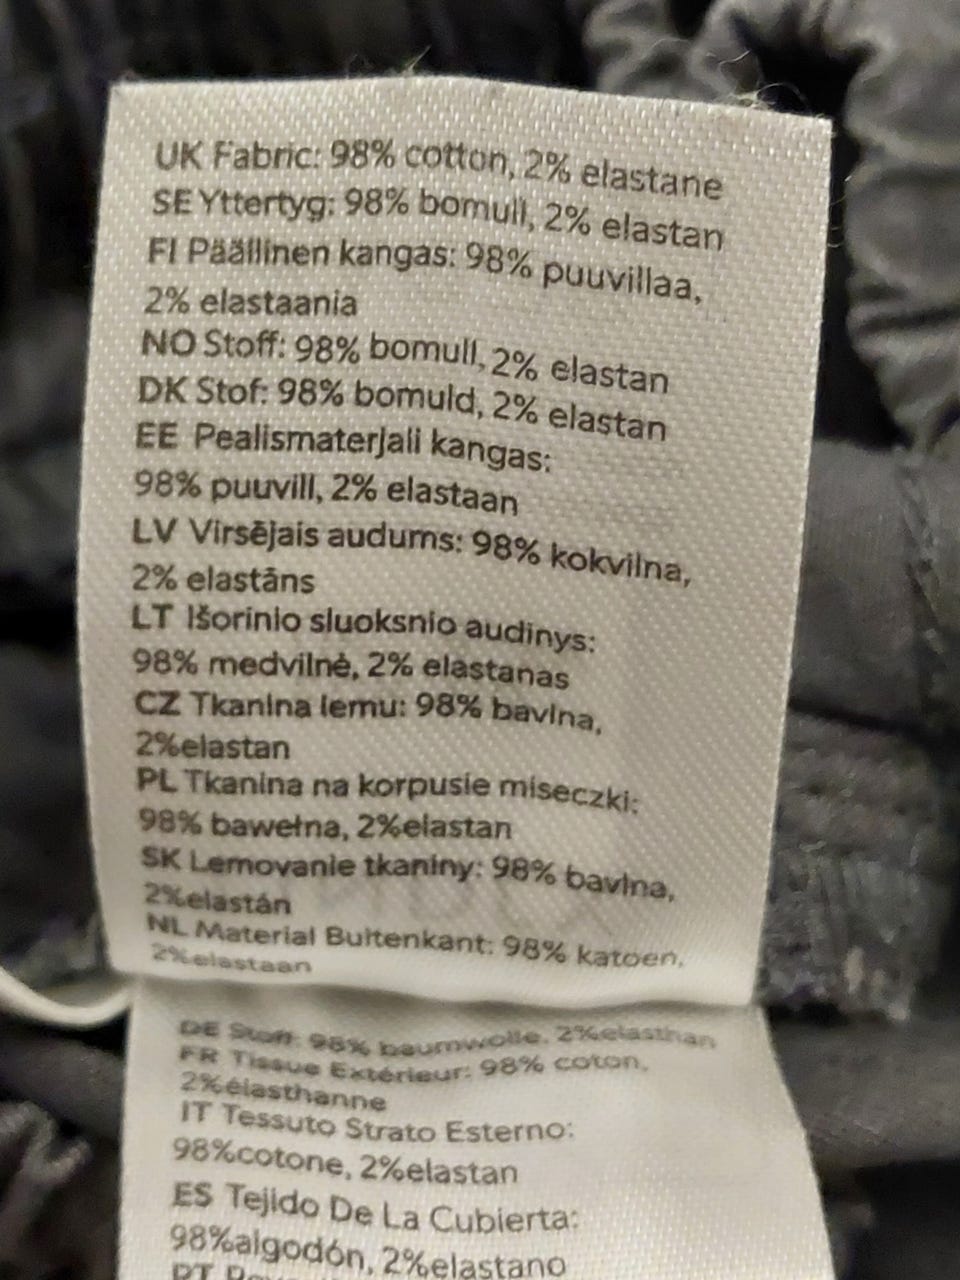 UK Fabric: 98% cotton, 2% elastane
SE Yttertyg: 98% bomull, 2% elastan
FI Päällinen kangas: 98% puuvillaa,
2% elastaania
NO Stoff: 98% bomull, 2% elastan
DK Stof: 98% bomuld, 2% elastan
EE Pealismaterjali kangas:
98% puuvill, 2% elastaan
LV Virsējais audums: 98% kokvilna,
2% elastāns
LT Išorinio sluoksnio audinys:
98% medvilnė, 2% elastanas
CZ Tkanina lemu: 98% bavlna,
2%elastan
PL Tkanina na korpusie miseczki:
98% bawełna, 2%elastan
SK Lemovanie tkaniny: 98% bavlna,
2%elastán
NL Material Buitenkant: 98% katoen,
2%elastaan
DE Stoff: 98% baumwolle, 2%elasthan
FR Tissue Extérieur: 98% coton,
2%élasthanne
IT Tessuto Strato Esterno:
98%cotone, 2%elastan
ES Tejido De La Cubierta:
98%algodón, 2%elastano
PT